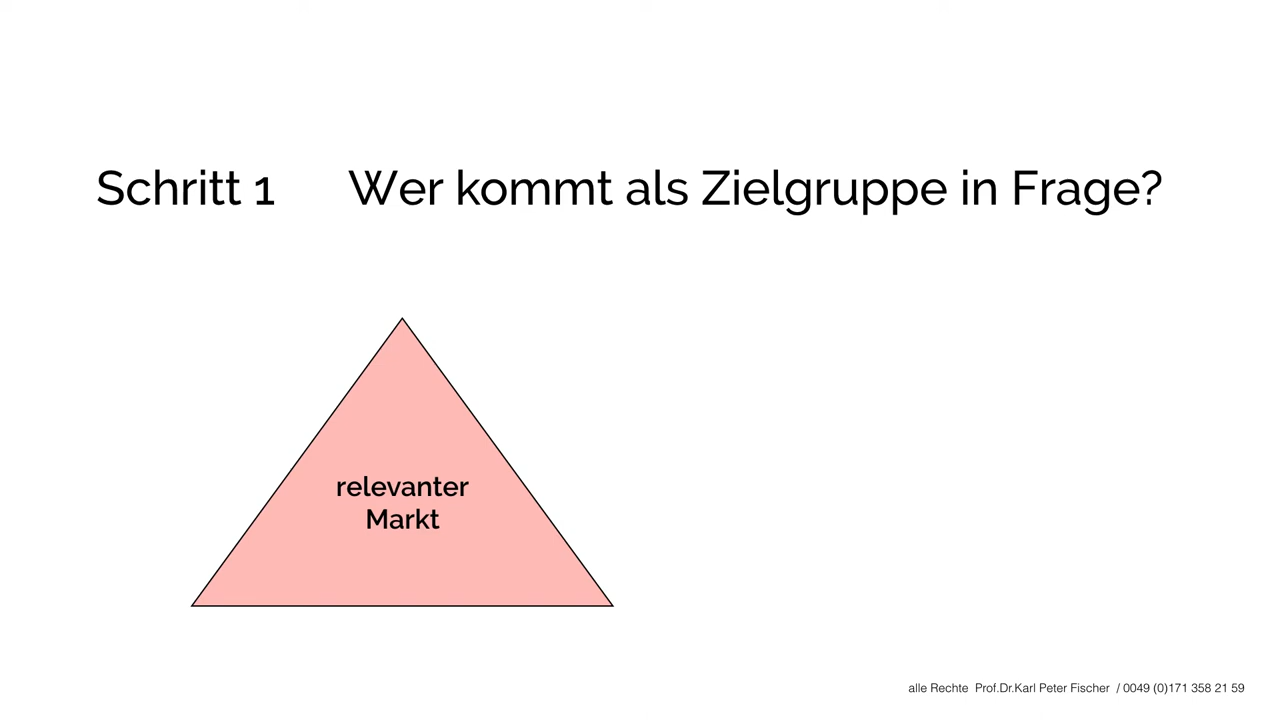 Schritt 1 Wer kommt als Zielgruppe in Frage?
relevanter
Markt
alle Rechte Prof.Dr.Karl Peter Fischer / 0049 (0)171 358 21 59